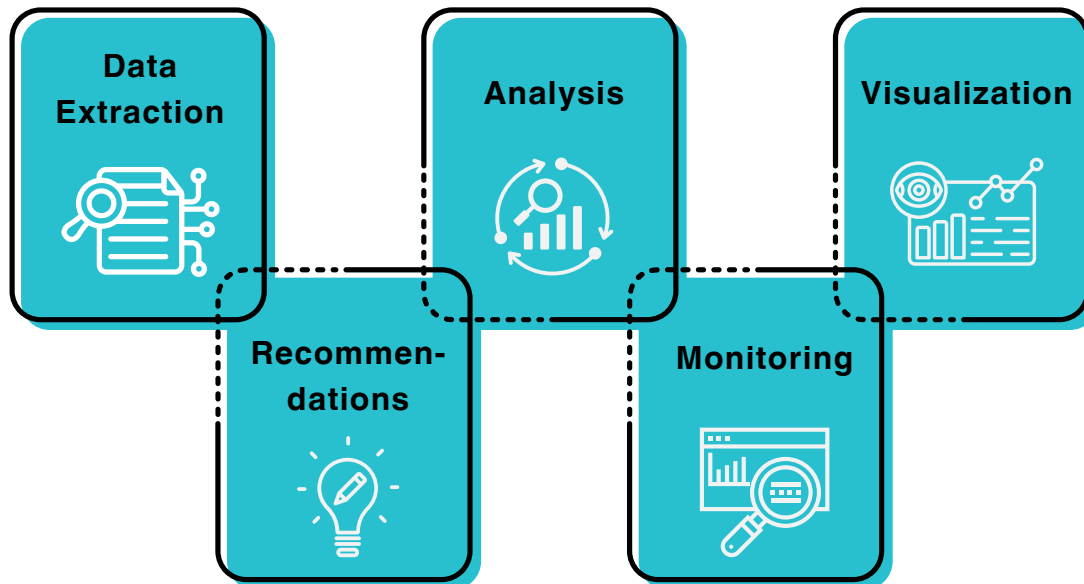 Data
Extraction
Analysis
Visualization
Recommen-
dations
Monitoring